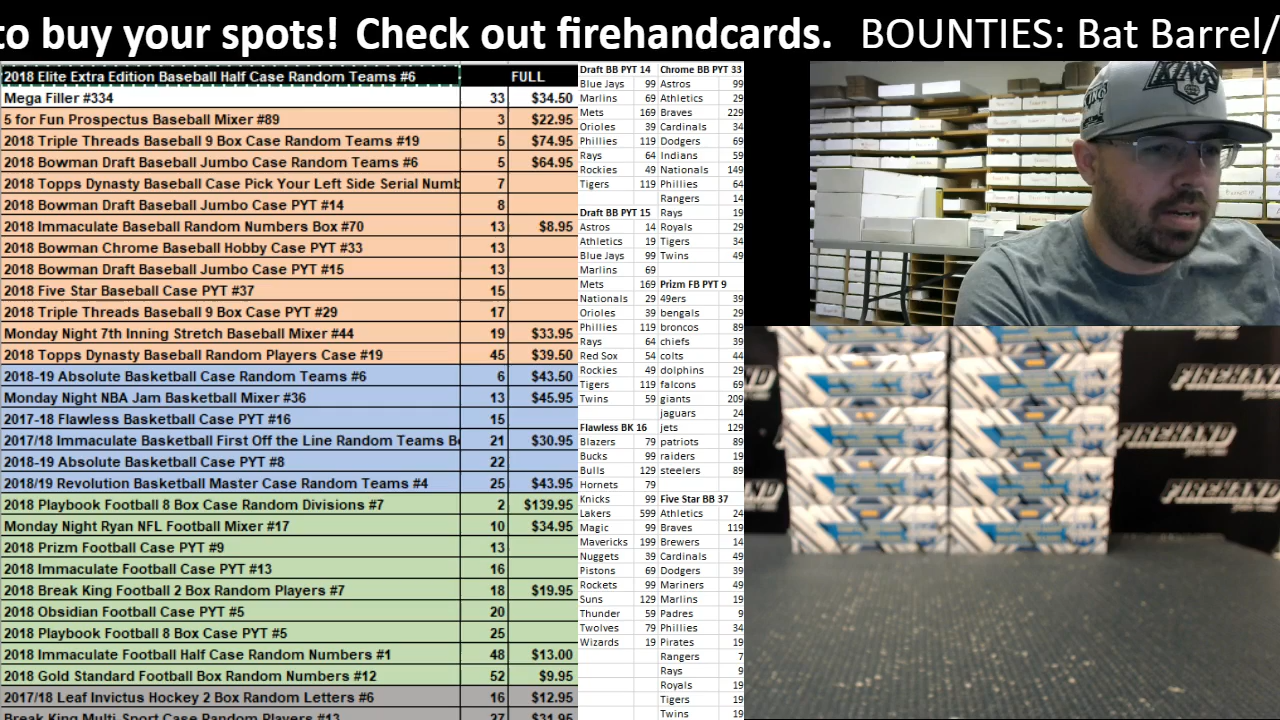 to buy your spots! Check out firehandcards. BOUNTIES: Bat Barrel/
2018 Elite Extra Edition Baseball Half Case Random Teams #6 FULL
Mega Filler #334 33 $34.50
5 for Fun Prospectus Baseball Mixer #89 3 $22.95
2018 Triple Threads Baseball 9 Box Case Random Teams #19 5 $74.95
2018 Bowman Draft Baseball Jumbo Case Random Teams #6 5 $64.95
2018 Topps Dynasty Baseball Case Pick Your Left Side Serial Numb 7
2018 Bowman Draft Baseball Jumbo Case PYT #14 8
2018 Immaculate Baseball Random Numbers Box #70 13 $8.95
2018 Bowman Chrome Baseball Hobby Case PYT #33 13
2018 Bowman Draft Baseball Jumbo Case PYT #15 13
2018 Five Star Baseball Case PYT #37 15
2018 Triple Threads Baseball 9 Box Case PYT #29 17
Monday Night 7th Inning Stretch Baseball Mixer #44 19 $33.95
2018 Topps Dynasty Baseball Random Players Case #19 45 $39.50
2018-19 Absolute Basketball Case Random Teams #6 6 $43.50
Monday Night NBA Jam Basketball Mixer #36 13 $45.95
2017-18 Flawless Basketball Case PYT #16 15
2017/18 Immaculate Basketball First Off the Line Random Teams Bo 21 $30.95
2018-19 Absolute Basketball Case PYT #8 22
2018/19 Revolution Basketball Master Case Random Teams #4 25 $43.95
2018 Playbook Football 8 Box Case Random Divisions #7 2 $139.95
Monday Night Ryan NFL Football Mixer #17 10 $34.95
2018 Prizm Football Case PYT #9 13
2018 Immaculate Football Case PYT #13 16
2018 Break King Football 2 Box Random Players #7 18 $19.95
2018 Obsidian Football Case PYT #5 20
2018 Playbook Football 8 Box Case PYT #5 25
2018 Immaculate Football Half Case Random Numbers #1 48 $13.00
2018 Gold Standard Football Box Random Numbers #12 52 $9.95
2017/18 Leaf Invictus Hockey 2 Box Random Letters #6 16 $12.95
Break King Multi-Sport Case Random Players #13 27 $31.95
Draft BB PYT 14
Blue Jays 99
Marlins 69
Mets 169
Orioles 39
Phillies 119
Rays 64
Rockies 49
Tigers 119
Draft BB PYT 15
Astros 14
Athletics 19
Blue Jays 99
Marlins 69
Mets 169
Nationals 29
Orioles 39
Phillies 119
Rays 64
Red Sox 54
Rockies 49
Tigers 119
Twins 59
Flawless BK 16
Blazers 79
Bucks 99
Bulls 129
Hornets 79
Knicks 99
Lakers 599
Magic 99
Mavericks 199
Nuggets 39
Pistons 69
Rockets 99
Suns 129
Thunder 59
Twolves 79
Wizards 19
Chrome BB PYT 33
Astros 99
Athletics 29
Braves 229
Cardinals 34
Dodgers 69
Indians 59
Nationals 149
Phillies 64
Rangers 14
Rays 19
Royals 29
Tigers 34
Twins 49
Prizm FB PYT 9
49ers 39
bengals 29
broncos 89
chiefs 39
colts 44
dolphins 29
falcons 69
giants 209
jaguars 24
jets 129
patriots 89
raiders 19
steelers 89
Five Star BB 37
Athletics 24
Braves 119
Brewers 14
Cardinals 49
Dodgers 39
Mariners 49
Marlins 19
Padres 9
Phillies 34
Pirates 19
Rangers 7
Rays 9
Royals 19
Tigers 19
Twins 19
KINGS
FIREHAND
FIREHAND